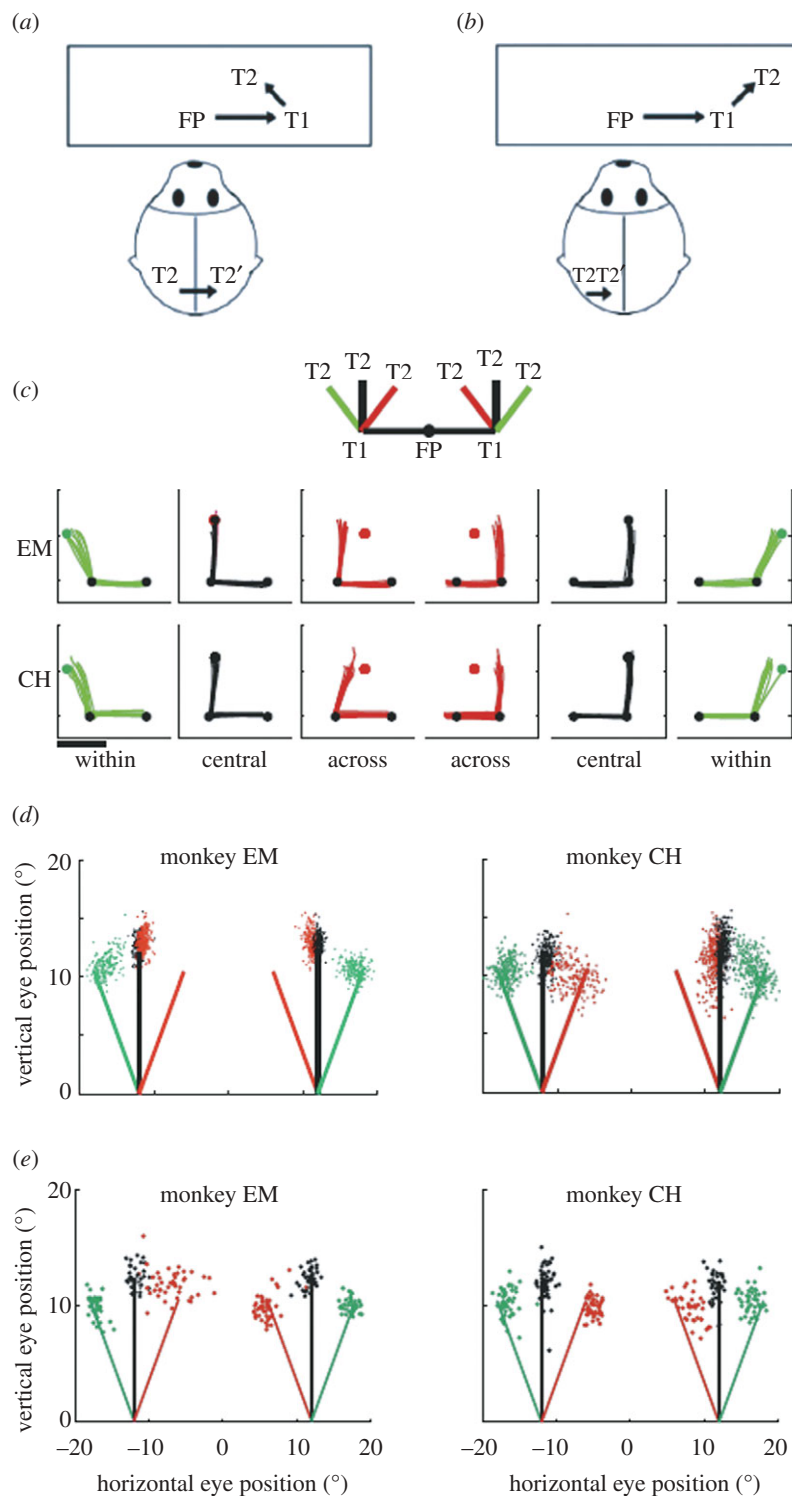 (a)
(b)
T2
FP T1
T2
FP T1
T2 T2′
T2T2′
(c)
T2 T2 T2 T2 T2 T2
T1 FP T1
EM
CH
within central across across central within
(d)
monkey EM monkey CH
20
10
0
vertical eye position (°)
(e)
monkey EM monkey CH
20
10
0
vertical eye position (°)
–20 –10 0 10 20 –20 –10 0 10 20
horizontal eye position (°) horizontal eye position (°)